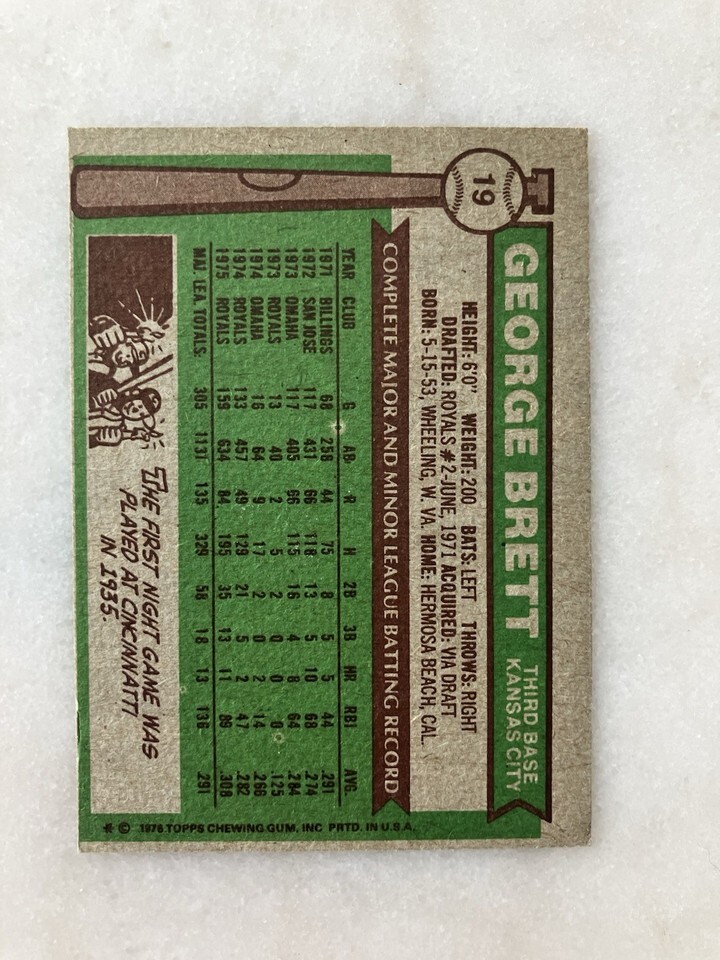 19
GEORGE BRETT
THIRD BASE
KANSAS CITY
HEIGHT: 6'0" WEIGHT: 200 BATS: LEFT THROWS: RIGHT
DRAFTED: ROYALS #2-JUNE, 1971 ACQUIRED: VIA DRAFT
BORN: 5-15-53, WHEELING, W. VA. HOME: HERMOSA BEACH, CAL.
COMPLETE MAJOR AND MINOR LEAGUE BATTING RECORD
YEAR CLUB G AB R H 2B 3B HR RBI AVG.
1971 BILLINGS 68 258 44 75 8 5 5 44 .291
1972 SAN JOSE 117 431 66 118 13 5 10 68 .274
1973 OMAHA 117 405 66 115 16 4 8 64 .284
1973 ROYALS 13 40 2 5 2 0 0 0 .125
1974 OMAHA 16 64 9 17 2 0 2 14 .266
1974 ROYALS 133 457 49 129 21 5 2 47 .282
1975 ROYALS 159 634 84 195 35 13 11 89 .308
MAJ. LEA. TOTALS: 305 1131 135 329 58 18 13 136 .291
THE FIRST NIGHT GAME WAS
PLAYED AT CINCINNATTI
IN 1935.
* © 1976 TOPPS CHEWING GUM, INC PRTD. IN U.S.A.